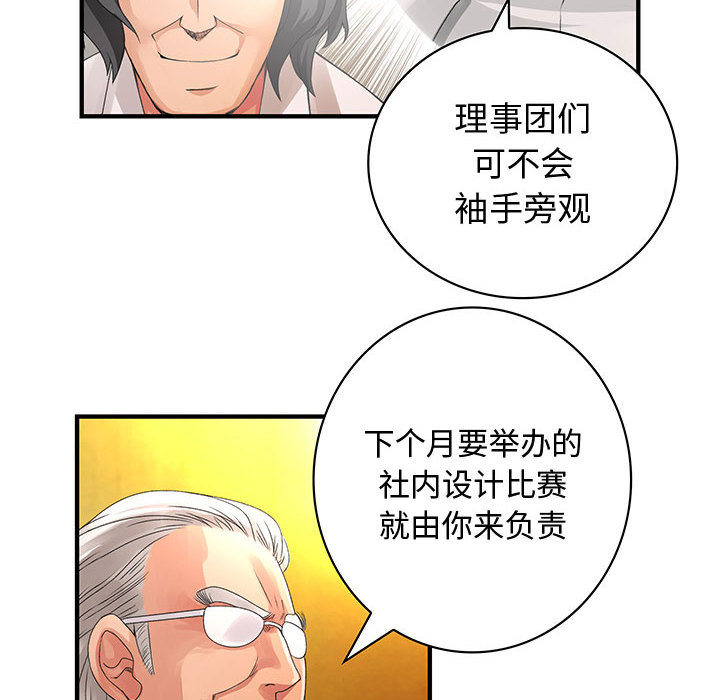 理事团们
可不会
袖手旁观
下个月要举办的
社内设计比赛
就由你来负责